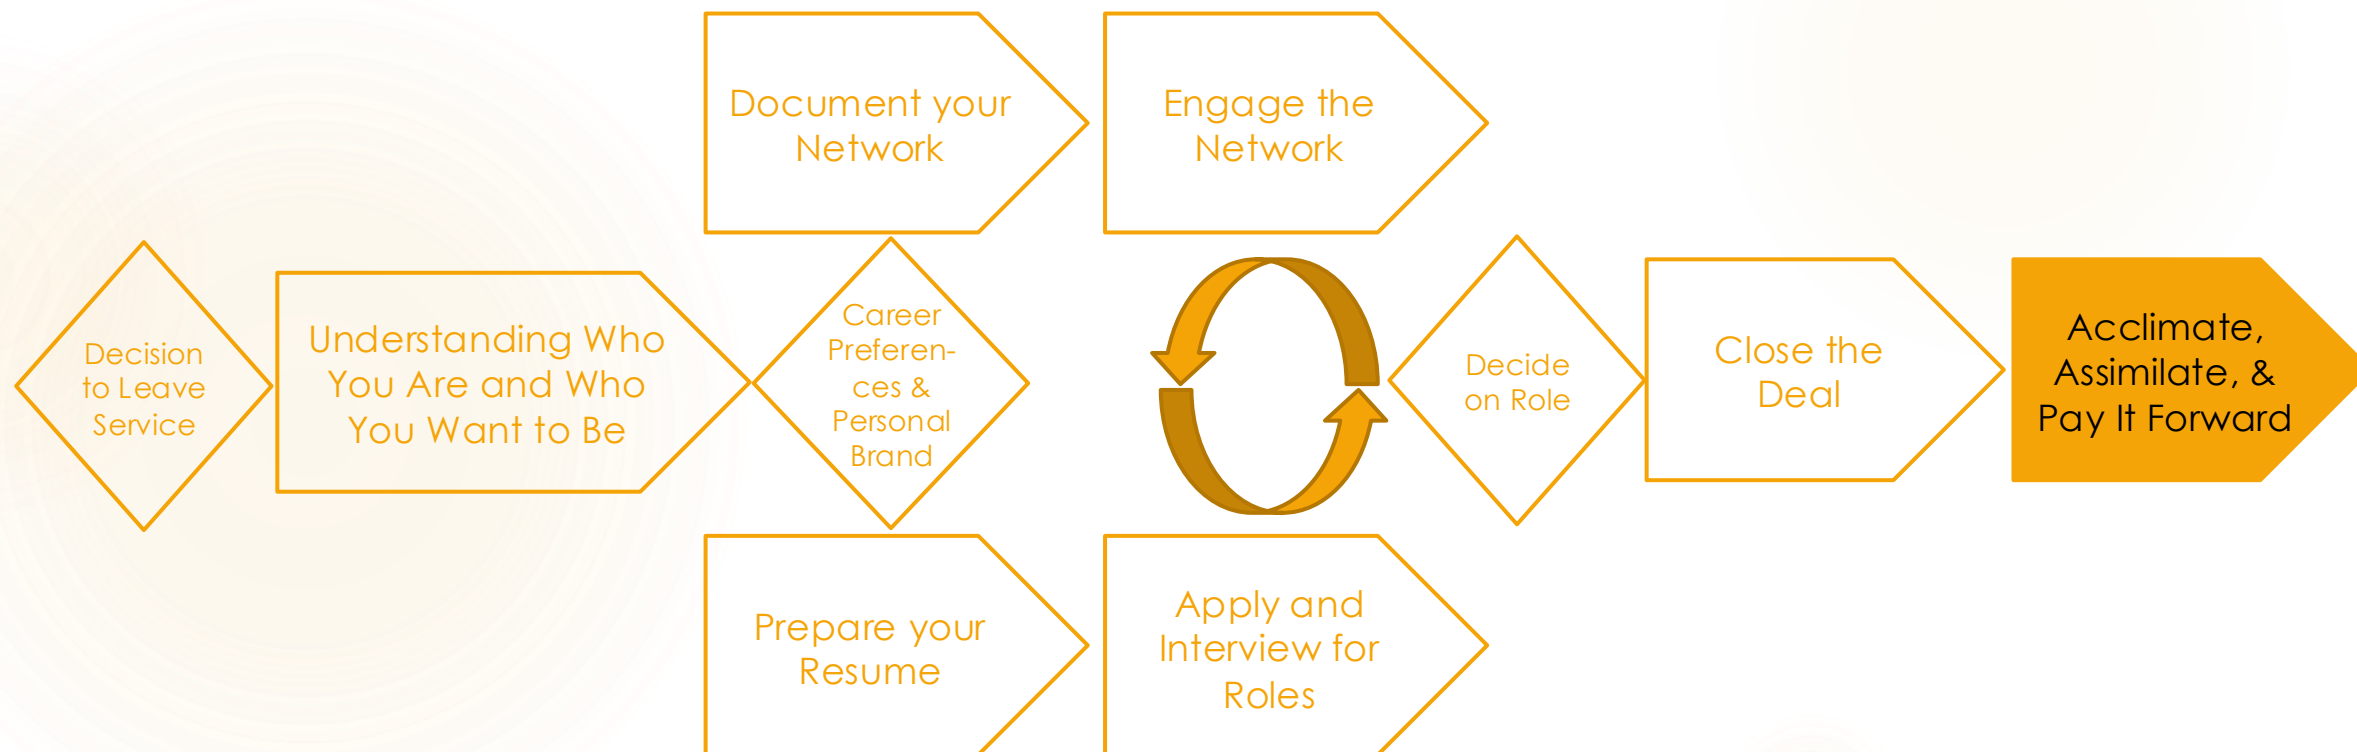 Document your
Network
Engage the
Network
Decision
to Leave
Service
Understanding Who
You Are and Who
You Want to Be
Career
Preferen-
ces &
Personal
Brand
Decide
on Role
Close the
Deal
Acclimate,
Assimilate, &
Pay It Forward
Prepare your
Resume
Apply and
Interview for
Roles